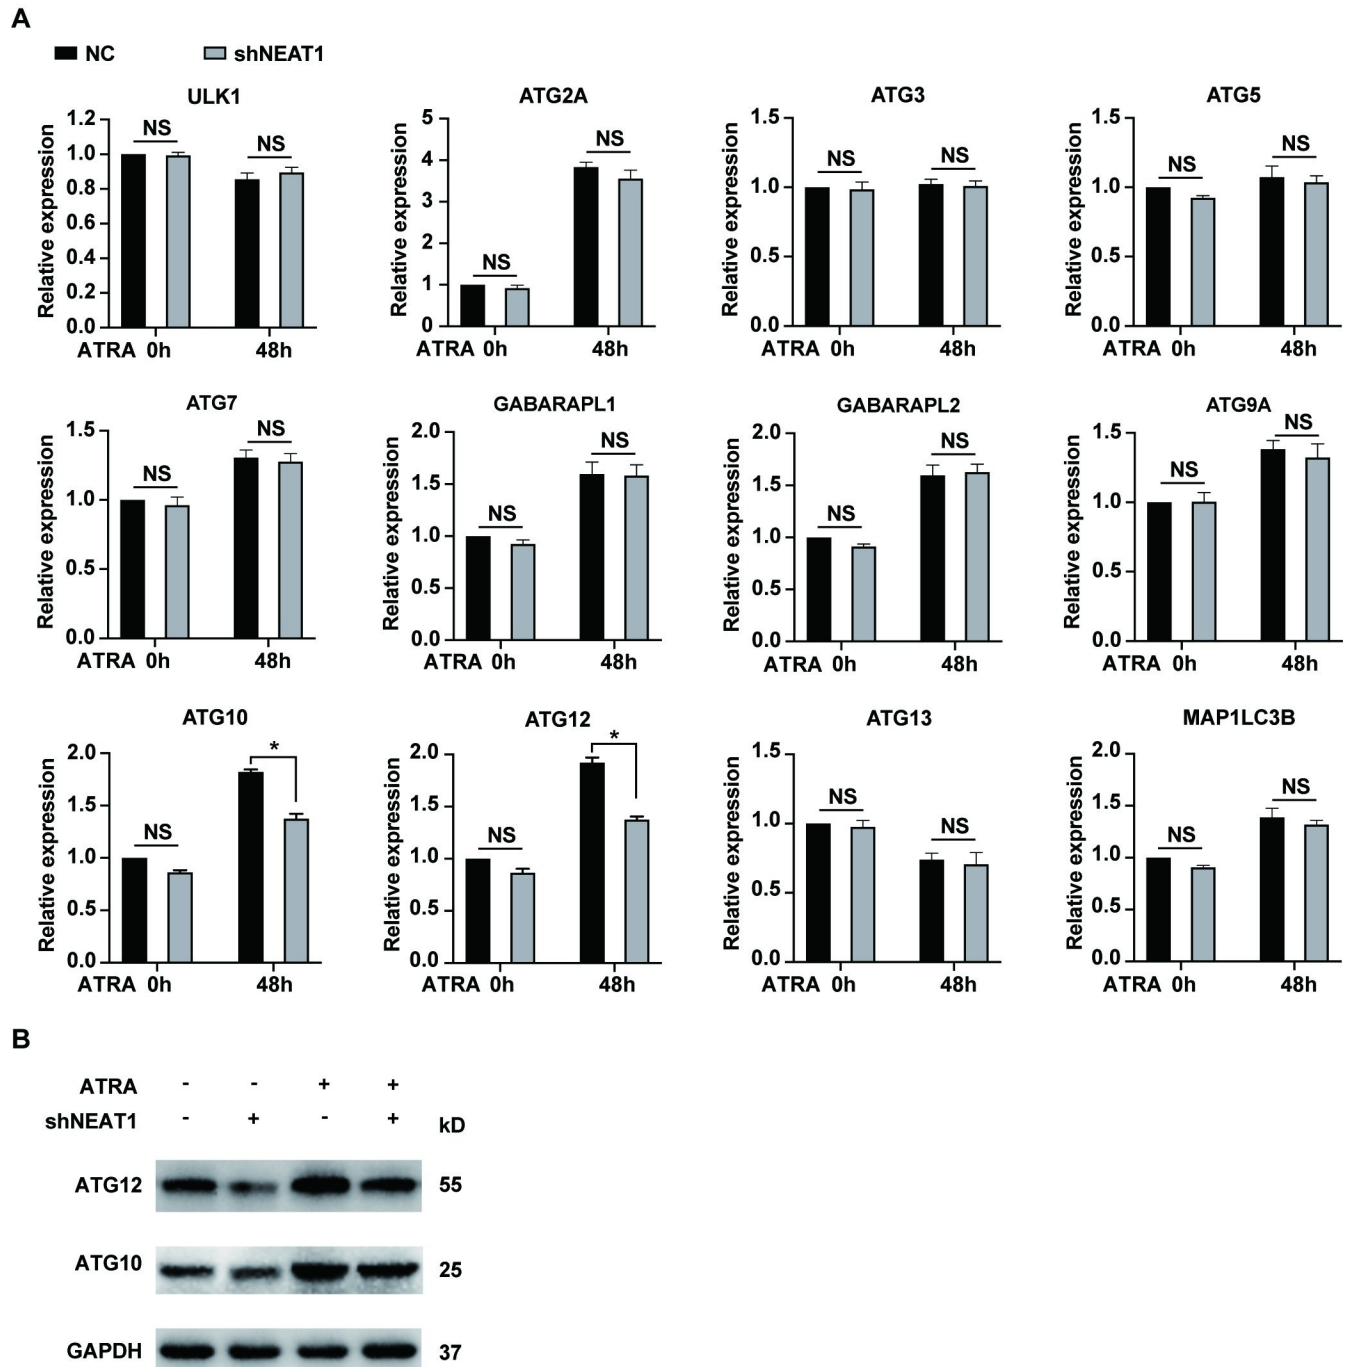 A
NC shNEAT1
ULK1 ATG2A ATG3 ATG5
Relative expression 1.2 1.0 0.8 0.6 0.4 0.2 0.0 NS NS
Relative expression 5 4 3 2 1 0 NS NS
Relative expression 1.5 1.0 0.5 0.0 NS NS
Relative expression 1.5 1.0 0.5 0.0 NS NS
ATRA 0h 48h ATRA 0h 48h ATRA 0h 48h ATRA 0h 48h
ATG7 GABARAPL1 GABARAPL2 ATG9A
Relative expression 1.5 1.0 0.5 0.0 NS NS
Relative expression 2.0 1.5 1.0 0.5 0.0 NS NS
Relative expression 2.0 1.5 1.0 0.5 0.0 NS NS
Relative expression 1.5 1.0 0.5 0.0 NS NS
ATRA 0h 48h ATRA 0h 48h ATRA 0h 48h ATRA 0h 48h
ATG10 ATG12 ATG13 MAP1LC3B
Relative expression 2.0 1.5 1.0 0.5 0.0 NS *
Relative expression 2.0 1.5 1.0 0.5 0.0 NS *
Relative expression 1.5 1.0 0.5 0.0 NS NS
Relative expression 2.0 1.5 1.0 0.5 0.0 NS NS
ATRA 0h 48h ATRA 0h 48h ATRA 0h 48h ATRA 0h 48h
B
ATRA - - + +
shNEAT1 - + - + kD
ATG12 55
ATG10 25
GAPDH 37